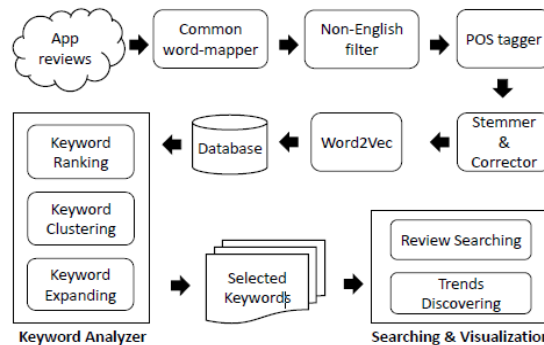 App
reviews
Common
word-mapper
Non-English
filter
POS tagger
Stemmer
&
Corrector
Word2Vec
Database
Keyword
Ranking
Keyword
Clustering
Keyword
Expanding
Keyword Analyzer
Selected
Keywords
Review Searching
Trends
Discovering
Searching & Visualization